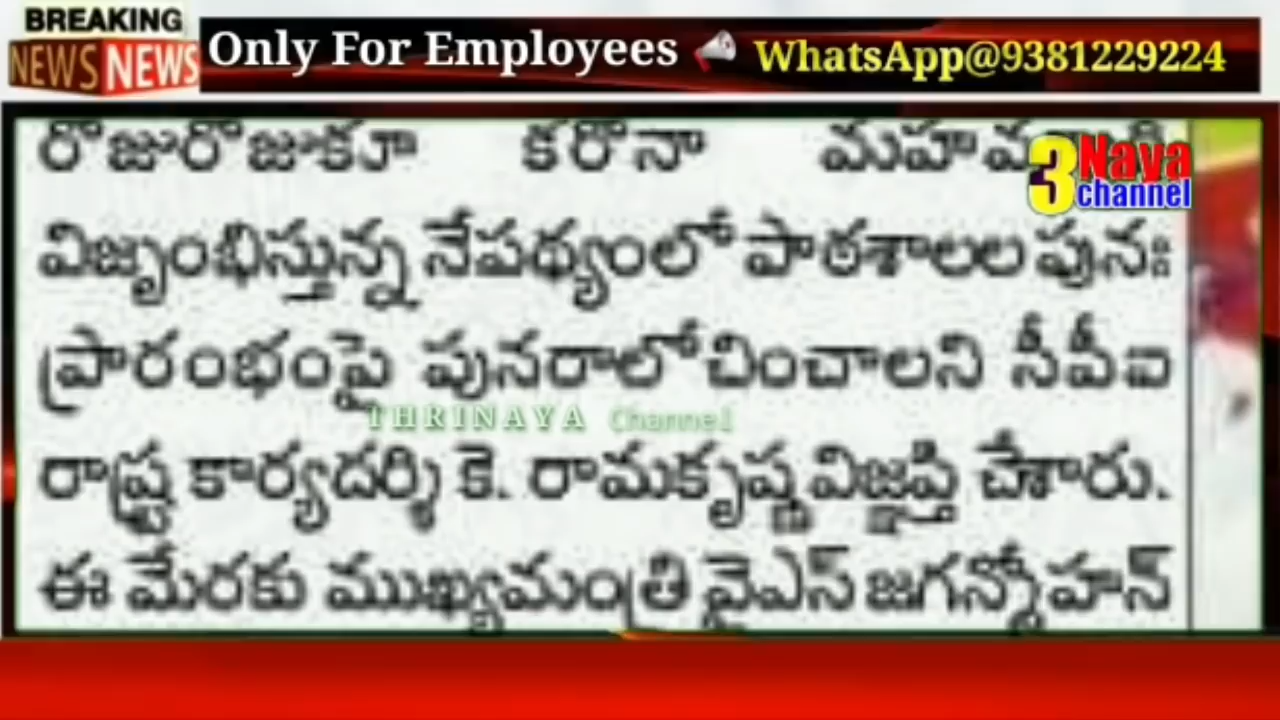 BREAKING
NEWS NEWS
Only For Employees
WhatsApp@9381229224
రోజురోజుకూ కరోనా
3 Naya
channel
విజృంభిస్తున్న నేపథ్యంలో పాఠశాలల పునః
ప్రారంభంపై పునరాలోచించాలని సీపీఐ
THRINAYA Channel
రాష్ట్ర కార్యదర్శి కె. రామకృష్ణ విజ్ఞప్తి చేశారు.
ఈ మేరకు ముఖ్యమంత్రి వైఎస్ జగన్మోహన్